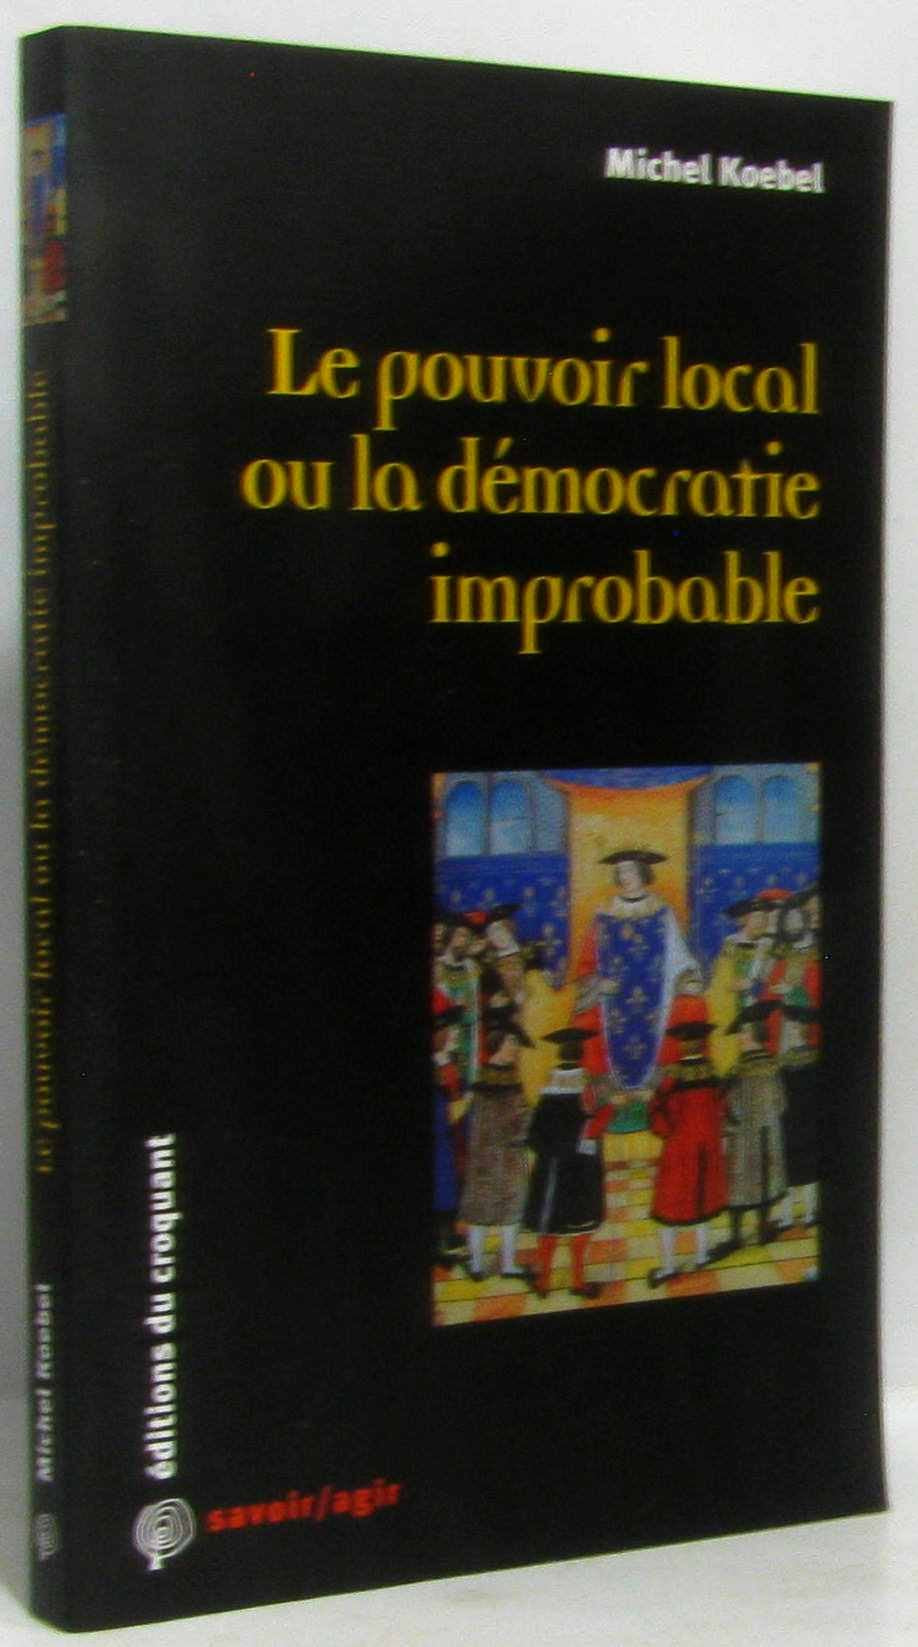 Michel Koebel
Le pouvoir local
ou la démocratie
improbable
éditions du croquant
savoir/agir
Le pouvoir local ou la démocratie improbable
Michel Koebel